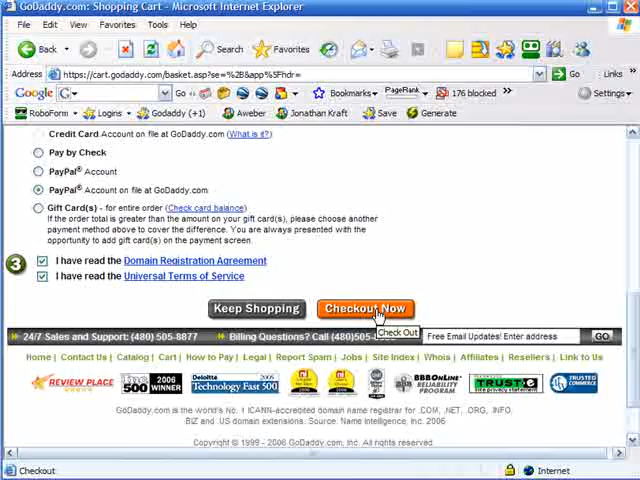 GoDaddy.com: Shopping Cart - Microsoft Internet Explorer
File Edit View Favorites Tools Help
Back Search Favorites
Address https://cart.godaddy.com/basket.asp?se=%2B&app%5Fhdr= Go Links
Google G Bookmarks PageRank 176 blocked Settings
RoboForm Logins Godaddy (+1) Aweber Jonathan Kraft Save Generate
Credit Card Account on file at GoDaddy.com (What is it?)
Pay by Check
PayPal® Account
PayPal® Account on file at GoDaddy.com
Gift Card(s) - for entire order (Check card balance)
If the order total is greater than the amount on your gift card(s), please choose another
payment method above to cover the difference. You are always presented with the
opportunity to add gift card(s) on the payment screen.
3 I have read the Domain Registration Agreement
I have read the Universal Terms of Service
Keep Shopping Checkout Now
Check Out
24/7 Sales and Support: (480) 505-8877 Billing Questions? Call (480)505- Free Email Updates! Enter address GO
Home | Contact Us | Catalog | Cart | How to Pay | Legal | Report Spam | Jobs | Site Index | Whois | Affiliates | Resellers | Link to Us
REVIEW PLACE Inc 500 2006 WINNER Deloitte 2005 Technology Fast 500 BBBOnLine RELIABILITY PROGRAM TRUSTe TRUSTED COMMERCE
GoDaddy.com is the world's No. 1 ICANN-accredited domain name registrar for .COM, .NET, .ORG, .INFO,
.BIZ and .US domain extensions. Source: Name Intelligence, Inc. 2006
Copyright © 1999 - 2006 GoDaddy.com, Inc. All rights reserved.
Checkout: Internet